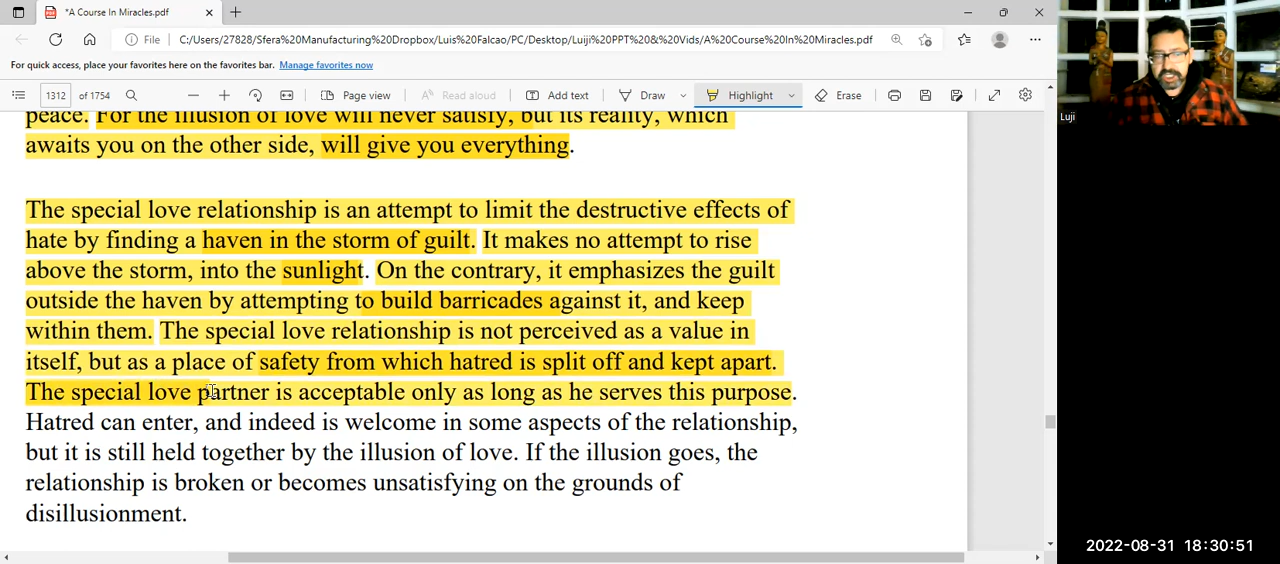 *A Course In Miracles.pdf
File C:/Users/27828/Sfera%20Manufacturing%20Dropbox/Luis%20Falcao/PC/Desktop/Luiji%20PPT%20&%20Vids/A%20Course%20In%20Miracles.pdf
For quick access, place your favorites here on the favorites bar. Manage favorites now
1312 of 1754 Page view Read aloud Add text Draw Highlight Erase
Luji
peace. For the illusion of love will never satisfy, but its reality, which
awaits you on the other side, will give you everything.
The special love relationship is an attempt to limit the destructive effects of
hate by finding a haven in the storm of guilt. It makes no attempt to rise
above the storm, into the sunlight. On the contrary, it emphasizes the guilt
outside the haven by attempting to build barricades against it, and keep
within them. The special love relationship is not perceived as a value in
itself, but as a place of safety from which hatred is split off and kept apart.
The special love partner is acceptable only as long as he serves this purpose.
Hatred can enter, and indeed is welcome in some aspects of the relationship,
but it is still held together by the illusion of love. If the illusion goes, the
relationship is broken or becomes unsatisfying on the grounds of
disillusionment.
2022-08-31 18:30:51